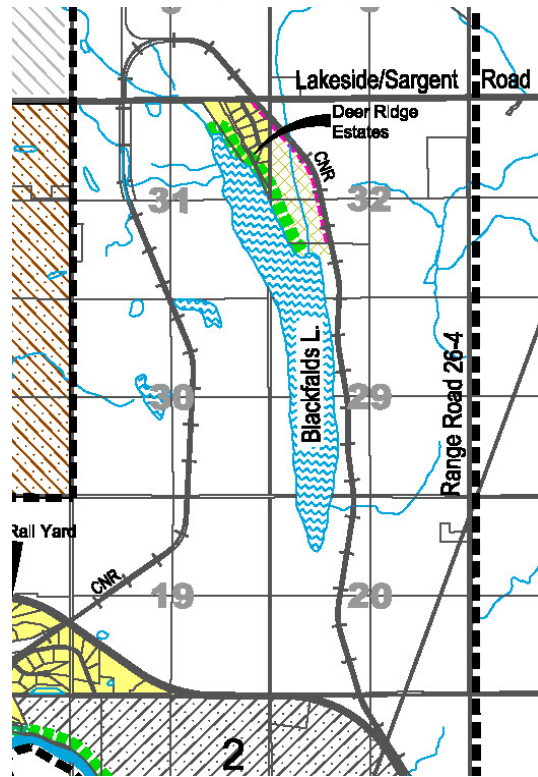 Lakeside/Sargent Road
Deer Ridge
Estates
CNR
31
32
Blackfalds L.
Range Road 26-4
30
29
Rail Yard
CNR
19
20
2